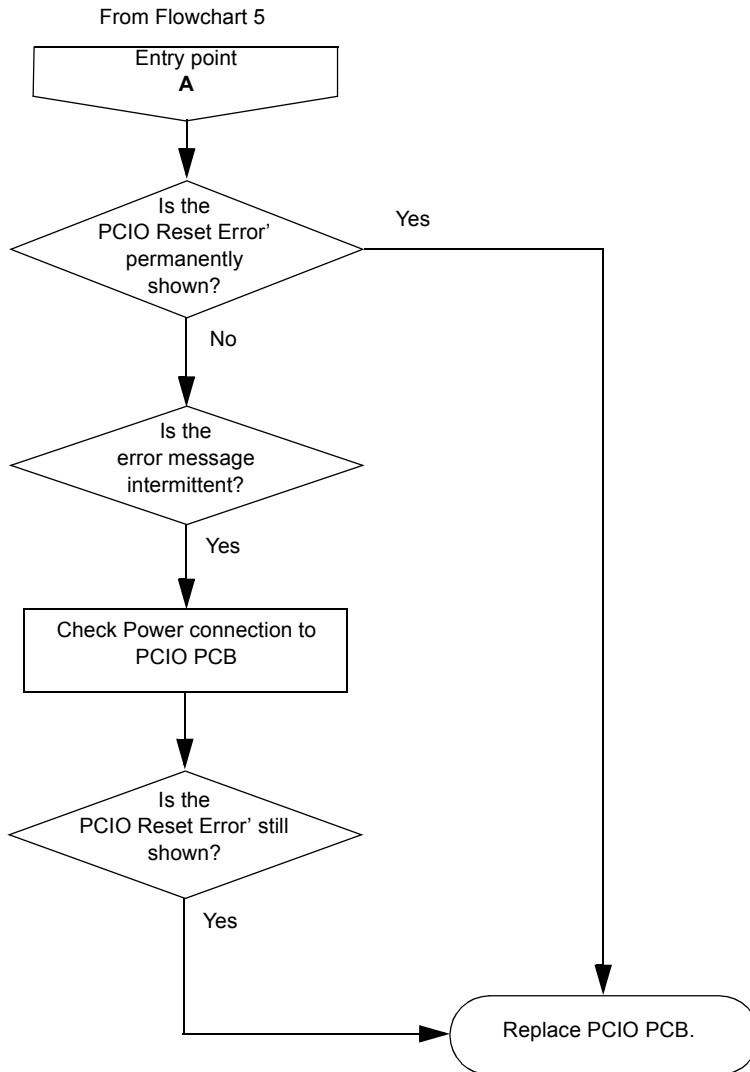 From Flowchart 5
Entry point
A
Is the
PCIO Reset Error’
permanently
shown?
Yes
No
Is the
error message
intermittent?
Yes
Check Power connection to
PCIO PCB
Is the
PCIO Reset Error’ still
shown?
Yes
Replace PCIO PCB.